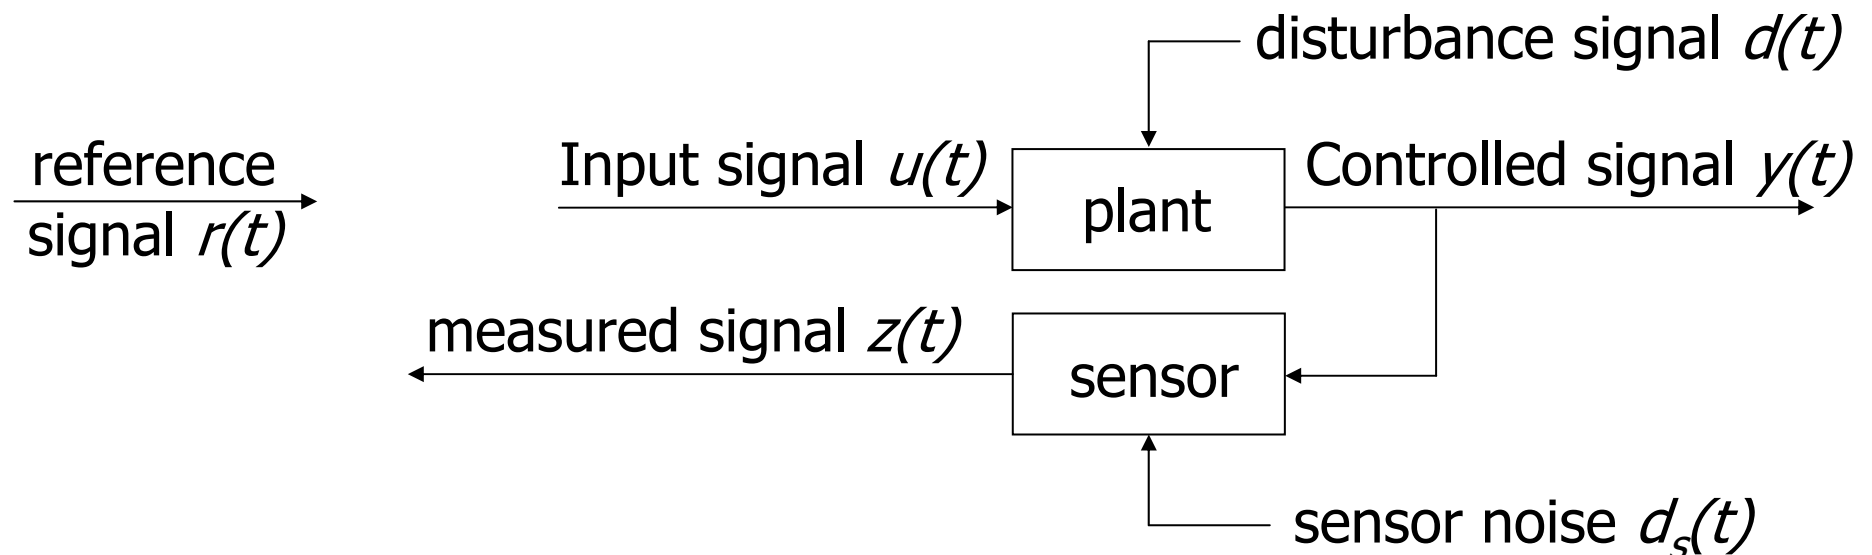 disturbance signal d(t)
reference
signal r(t)
Input signal u(t)
plant
Controlled signal y(t)
measured signal z(t)
sensor
sensor noise dₛ(t)